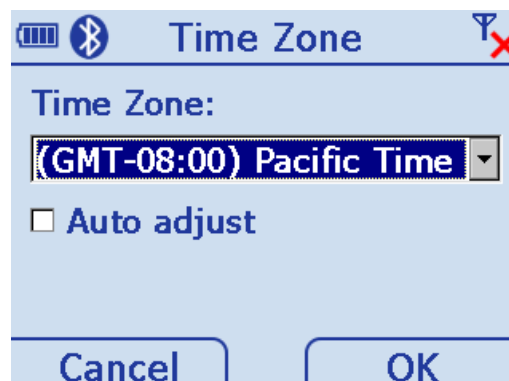 Time Zone
Time Zone:
(GMT-08:00) Pacific Time
Auto adjust
Cancel OK